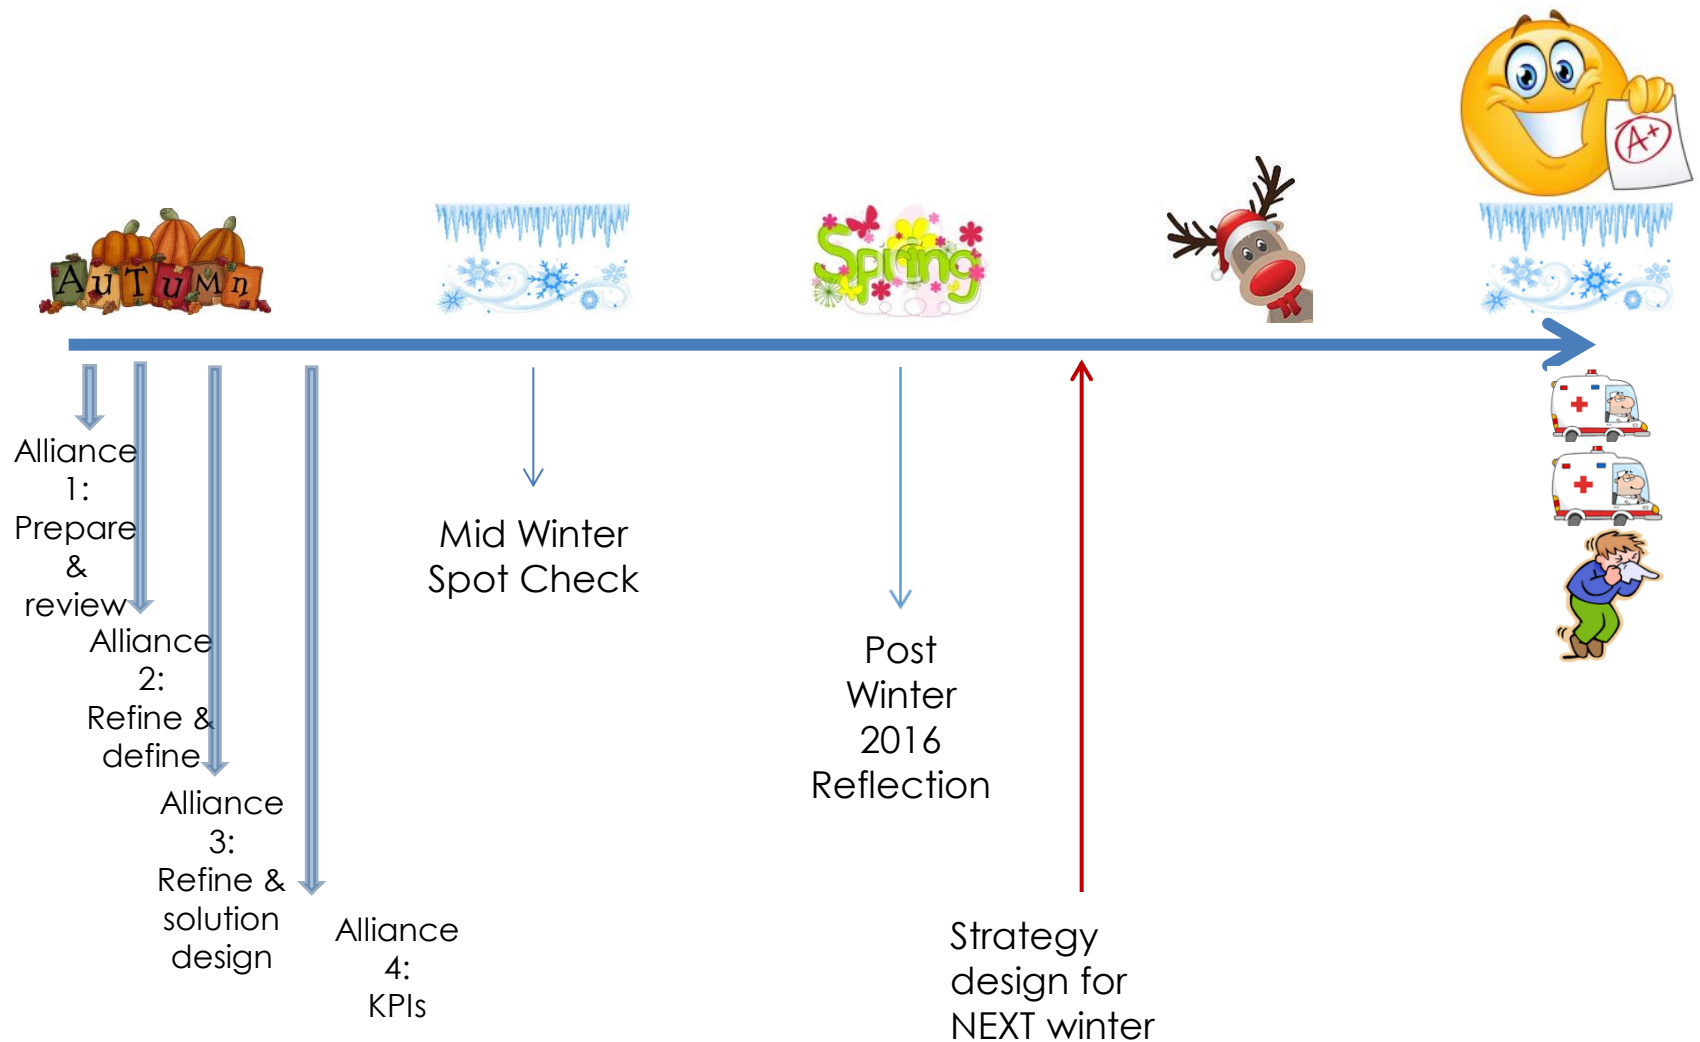 A+
AuTuMn
Spring
Alliance
1:
Prepare
&
review
Alliance
2:
Refine &
define
Alliance
3:
Refine &
solution
design
Alliance
4:
KPIs
Mid Winter
Spot Check
Post
Winter
2016
Reflection
Strategy
design for
NEXT winter